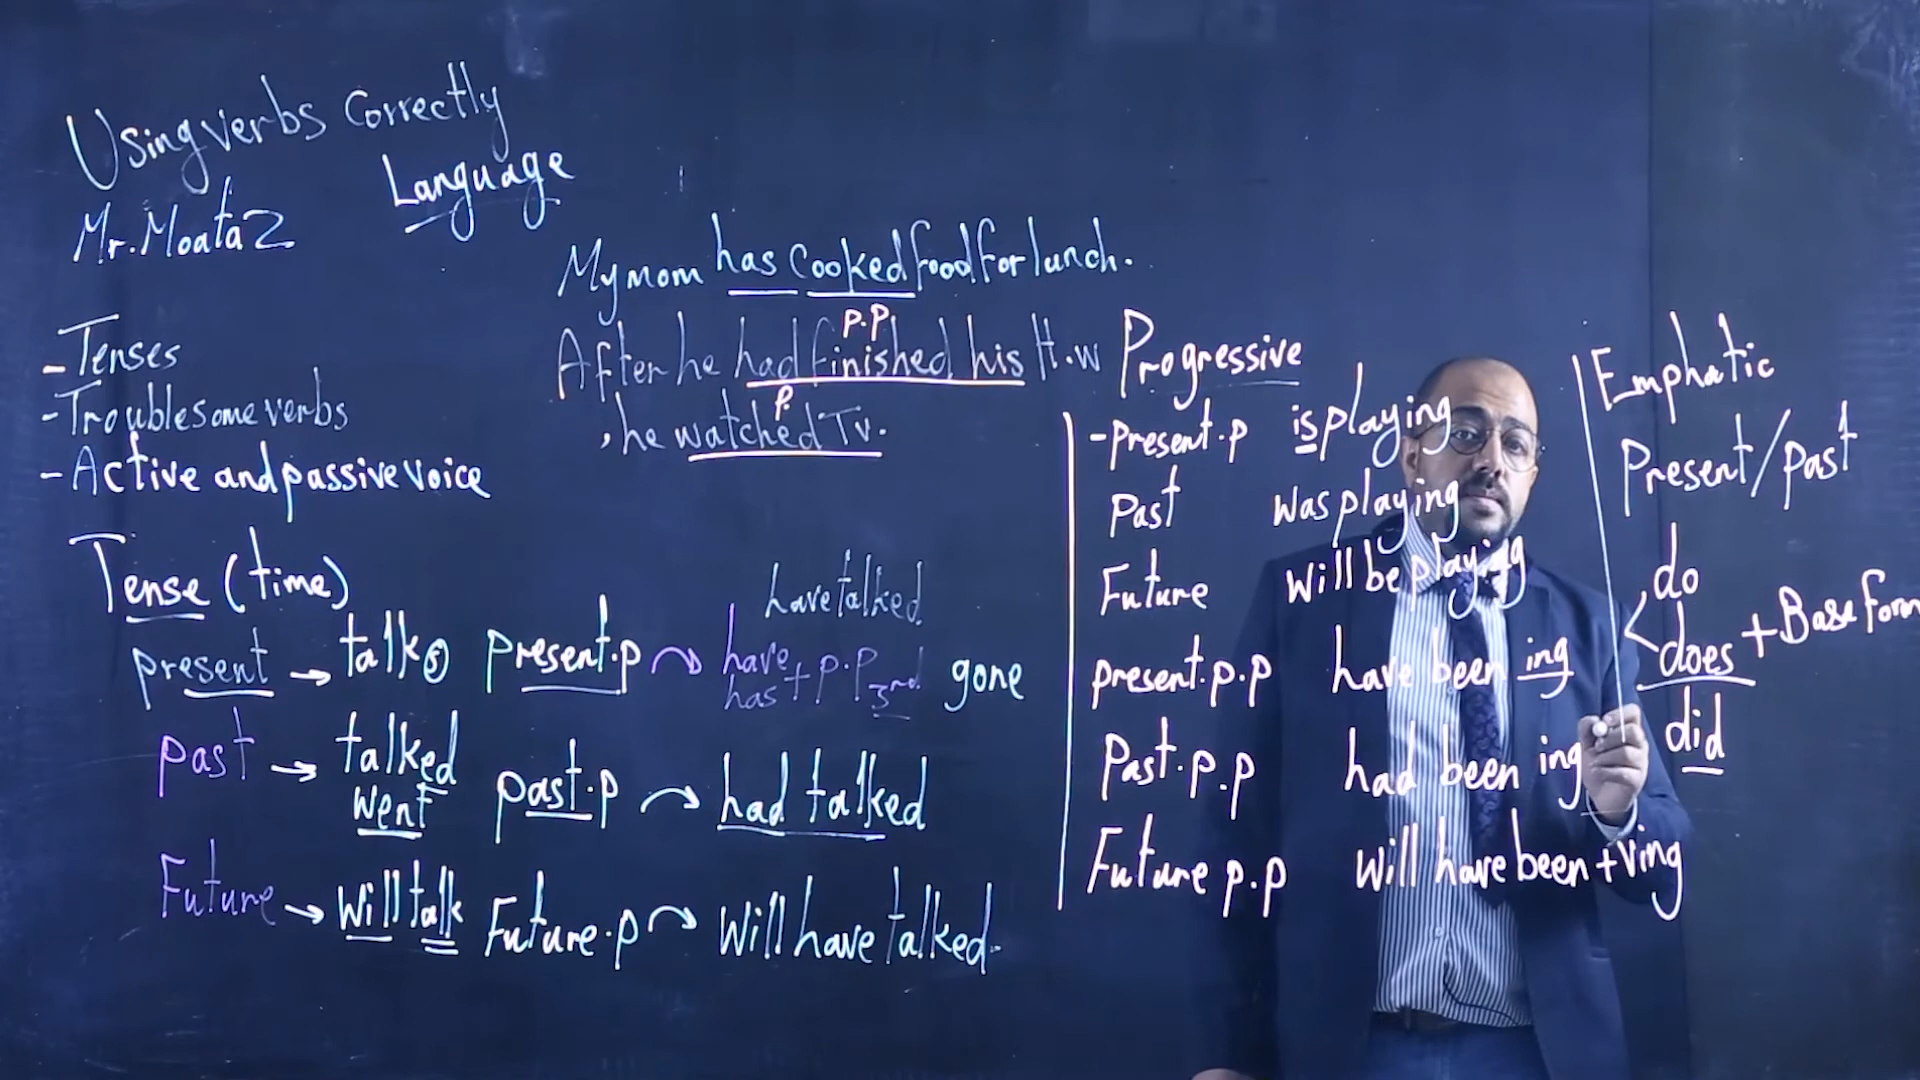 Using verbs Correctly
Language
Mr. Moataz
- Tenses
- Troublesome verbs
- Active and passive voice
My mom has cooked food for lunch.
p.p.
After he had finished his H.w
p.
, he watched Tv.
Tense (time)
present → talk s
past → talked
went
Future → will talk
have talked
present.p → have
has + p.p 3rd gone
past.p → had talked
Future.p → will have talked.
Progressive
- present.p is playing
Past was playing
Future will be playing
present.p.p have been ing
Past.p.p had been ing
Future p.p will have been + ving
Emphatic
Present/past
do
does + Base form
did